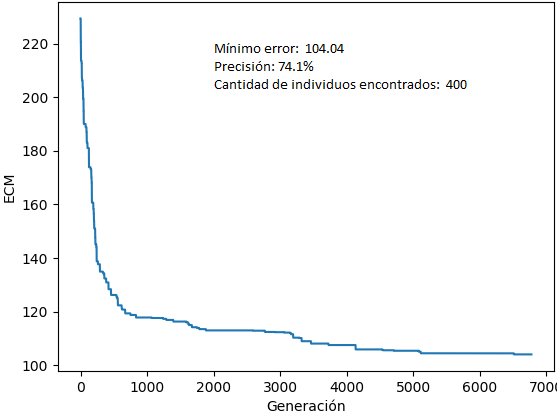 Mínimo error: 104.04
Precisión: 74.1%
Cantidad de individuos encontrados: 400
220
200
180
160
140
120
100
ECM
0 1000 2000 3000 4000 5000 6000 7000
Generación